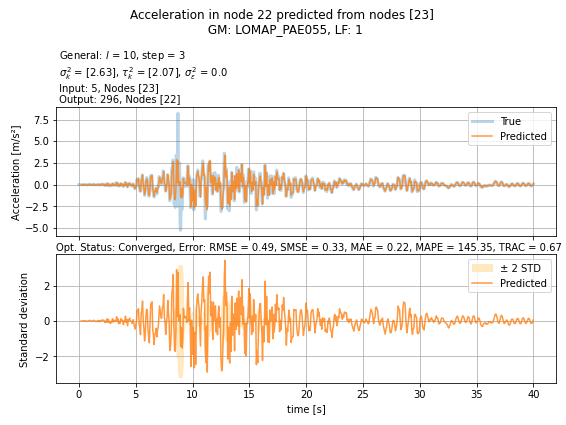 Acceleration in node 22 predicted from nodes [23]
GM: LOMAP_PAE055, LF: 1
General: l = 10, step = 3
σ²ₖ = [2.63], τ²ₖ = [2.07], σ²ε = 0.0
Input: 5, Nodes [23]
Output: 296, Nodes [22]
Acceleration [m/s²]
7.5
5.0
2.5
0.0
−2.5
−5.0
True
Predicted
Opt. Status: Converged, Error: RMSE = 0.49, SMSE = 0.33, MAE = 0.22, MAPE = 145.35, TRAC = 0.67
Standard deviation
2
0
−2
± 2 STD
Predicted
0 5 10 15 20 25 30 35 40
time [s]